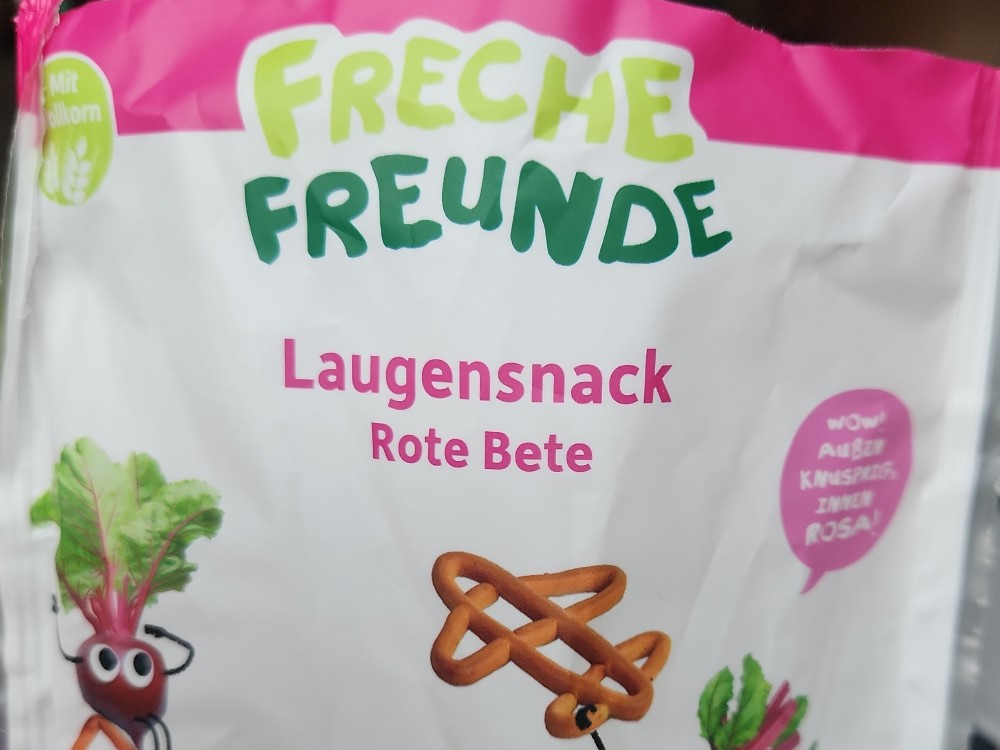 Mit
FRECHE
FREUNDE
Laugensnack
Rote Bete
WOW!
AUẞEN
KNUSPRIG,
INNEN
ROSA!